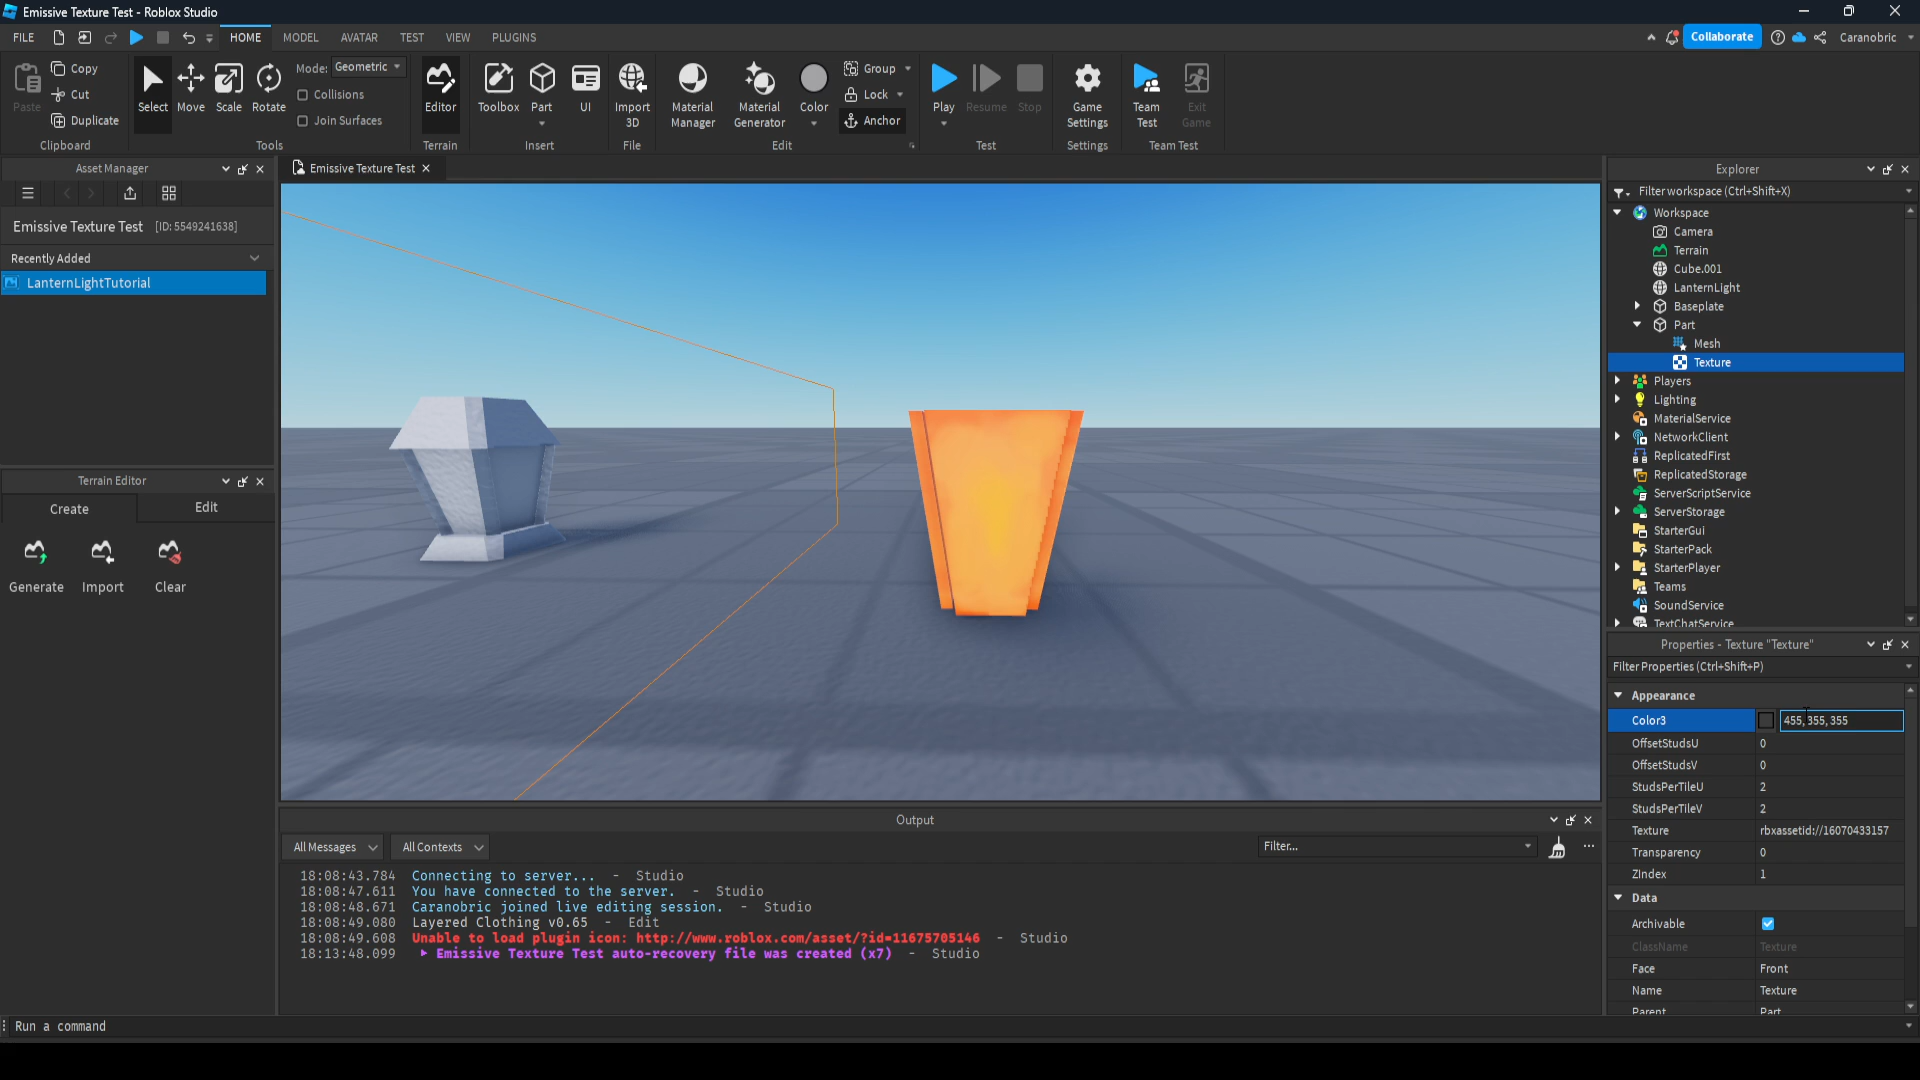 Emissive Texture Test - Roblox Studio
FILE HOME MODEL AVATAR TEST VIEW PLUGINS Collaborate Caranobric
Paste
Copy
Cut
Duplicate
Clipboard
Select
Move
Scale
Rotate
Mode: Geometric
Collisions
Join Surfaces
Tools
Editor
Terrain
Toolbox
Part
UI
Insert
Import
3D
File
Material
Manager
Material
Generator
Color
Group
Lock
Anchor
Edit
Play
Resume
Stop
Test
Game
Settings
Settings
Team
Test
Exit
Game
Team Test
Asset Manager
Emissive Texture Test [ID: 5549241638]
Recently Added
LanternLightTutorial
Terrain Editor
Create Edit
Generate Import Clear
Emissive Texture Test
Output
All Messages All Contexts Filter...
18:08:43.784 Connecting to server... - Studio
18:08:47.611 You have connected to the server. - Studio
18:08:48.671 Caranobric joined live editing session. - Studio
18:08:49.080 Layered Clothing v0.65 - Edit
18:08:49.608 Unable to load plugin icon: http://www.roblox.com/asset/?id=11675705146 - Studio
18:13:48.099 Emissive Texture Test auto-recovery file was created (x7) - Studio
Explorer
Filter workspace (Ctrl+Shift+X)
Workspace
Camera
Terrain
Cube.001
LanternLight
Baseplate
Part
Mesh
Texture
Players
Lighting
MaterialService
NetworkClient
ReplicatedFirst
ReplicatedStorage
ServerScriptService
ServerStorage
StarterGui
StarterPack
StarterPlayer
Teams
SoundService
TextChatService
Properties - Texture "Texture"
Filter Properties (Ctrl+Shift+P)
Appearance
Color3 455, 355, 355
OffsetStudsU 0
OffsetStudsV 0
StudsPerTileU 2
StudsPerTileV 2
Texture rbxassetid://16070433157
Transparency 0
ZIndex 1
Data
Archivable
ClassName Texture
Face Front
Name Texture
Parent Part
Run a command